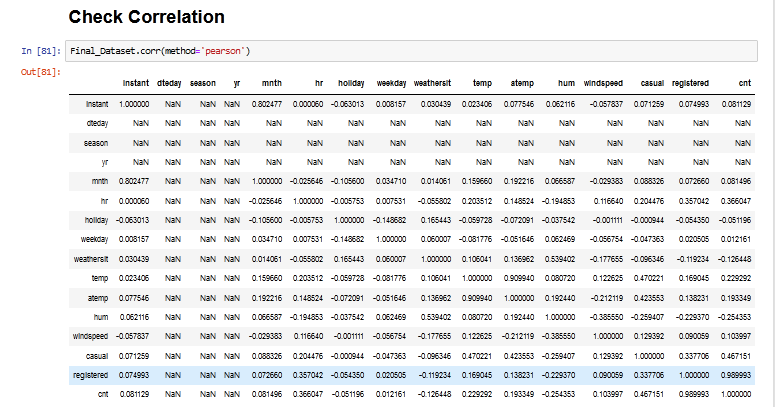 Check Correlation
In [81]: Final_Dataset.corr(method='pearson')
Out[81]:
instant dteday season yr mnth hr holiday weekday weathersit temp atemp hum windspeed casual registered cnt
instant 1.000000 NaN NaN NaN 0.802477 0.000060 -0.063013 0.008157 0.030439 0.023406 0.077546 0.062116 -0.057837 0.071259 0.074993 0.081129
dteday NaN NaN NaN NaN NaN NaN NaN NaN NaN NaN NaN NaN NaN NaN NaN NaN
season NaN NaN NaN NaN NaN NaN NaN NaN NaN NaN NaN NaN NaN NaN NaN NaN
yr NaN NaN NaN NaN NaN NaN NaN NaN NaN NaN NaN NaN NaN NaN NaN NaN
mnth 0.802477 NaN NaN NaN 1.000000 -0.025646 -0.105600 0.034710 0.014061 0.159660 0.192216 0.066587 -0.029383 0.088326 0.072660 0.081496
hr 0.000060 NaN NaN NaN -0.025646 1.000000 -0.005753 0.007531 -0.055802 0.203512 0.148524 -0.194853 0.116640 0.204476 0.357042 0.366047
holiday -0.063013 NaN NaN NaN -0.105600 -0.005753 1.000000 -0.148682 0.165443 -0.059728 -0.072091 -0.037542 -0.001111 -0.000944 -0.054350 -0.051196
weekday 0.008157 NaN NaN NaN 0.034710 0.007531 -0.148682 1.000000 0.060007 -0.081776 -0.051646 0.062469 -0.056754 -0.047363 0.020505 0.012161
weathersit 0.030439 NaN NaN NaN 0.014061 -0.055802 0.165443 0.060007 1.000000 0.106041 0.136962 0.539402 -0.177655 -0.096346 -0.119234 -0.126448
temp 0.023406 NaN NaN NaN 0.159660 0.203512 -0.059728 -0.081776 0.106041 1.000000 0.909940 0.080720 0.122625 0.470221 0.169045 0.229292
atemp 0.077546 NaN NaN NaN 0.192216 0.148524 -0.072091 -0.051646 0.136962 0.909940 1.000000 0.192440 -0.212119 0.423553 0.138231 0.193349
hum 0.062116 NaN NaN NaN 0.066587 -0.194853 -0.037542 0.062469 0.539402 0.080720 0.192440 1.000000 -0.385550 -0.259407 -0.229370 -0.254353
windspeed -0.057837 NaN NaN NaN -0.029383 0.116640 -0.001111 -0.056754 -0.177655 0.122625 -0.212119 -0.385550 1.000000 0.129392 0.090059 0.103997
casual 0.071259 NaN NaN NaN 0.088326 0.204476 -0.000944 -0.047363 -0.096346 0.470221 0.423553 -0.259407 0.129392 1.000000 0.337706 0.467151
registered 0.074993 NaN NaN NaN 0.072660 0.357042 -0.054350 0.020505 -0.119234 0.169045 0.138231 -0.229370 0.090059 0.337706 1.000000 0.989993
cnt 0.081129 NaN NaN NaN 0.081496 0.366047 -0.051196 0.012161 -0.126448 0.229292 0.193349 -0.254353 0.103997 0.467151 0.989993 1.000000